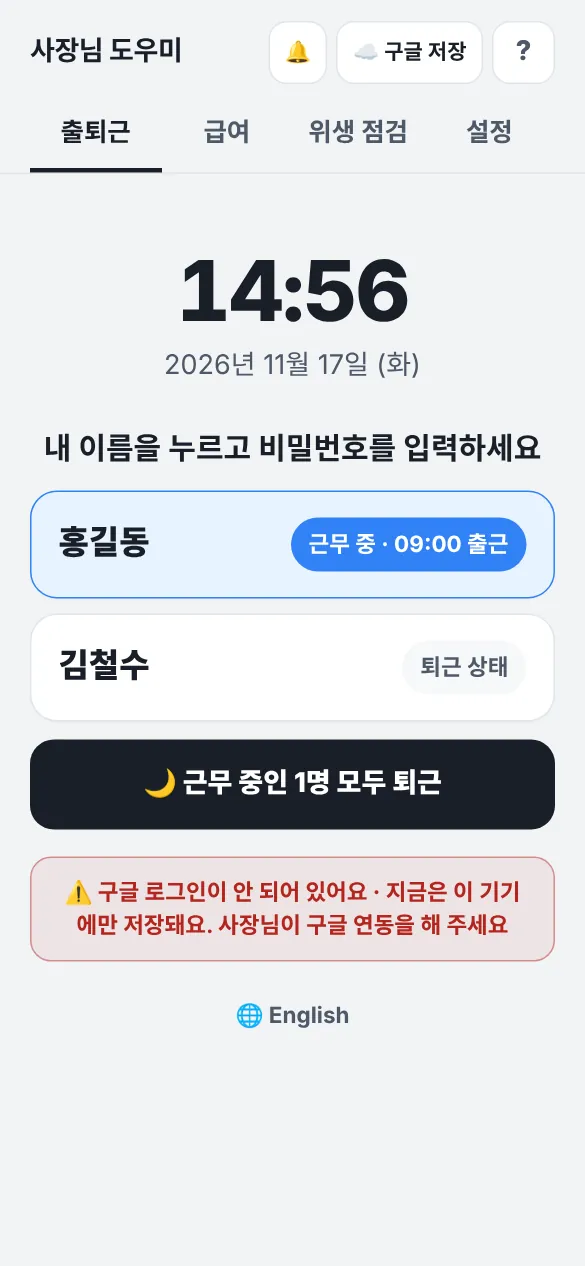 사장님 도우미
🔔
☁️ 구글 저장
?
출퇴근
급여
위생 점검
설정
14:56
2026년 11월 17일 (화)
내 이름을 누르고 비밀번호를 입력하세요
홍길동
근무 중 · 09:00 출근
김철수
퇴근 상태
🌙 근무 중인 1명 모두 퇴근
⚠️ 구글 로그인이 안 되어 있어요 · 지금은 이 기기
에만 저장돼요. 사장님이 구글 연동을 해 주세요
🌐 English